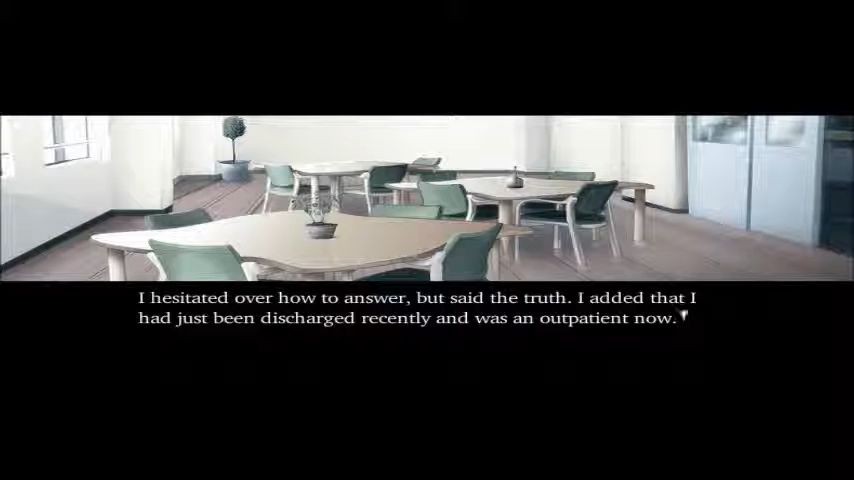 I hesitated over how to answer, but said the truth. I added that I
had just been discharged recently and was an outpatient now.